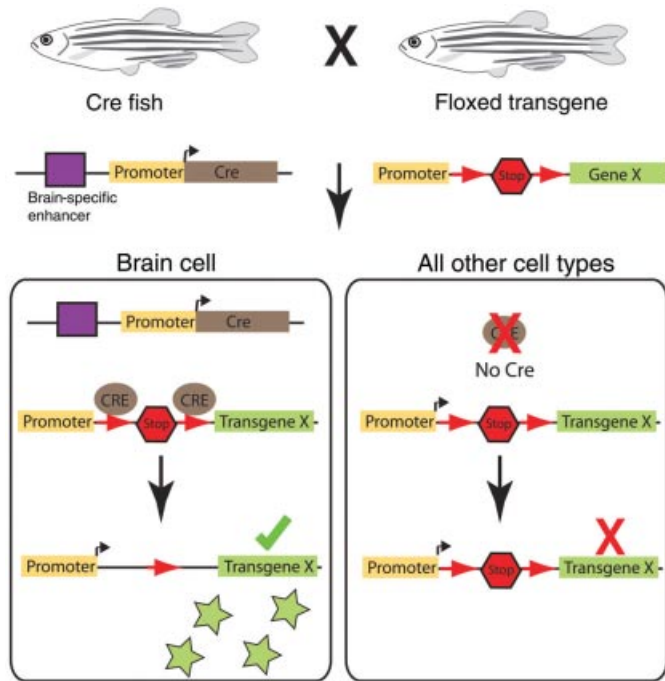 X
Cre fish
Floxed transgene
Promoter Cre
Brain-specific
enhancer
Promoter Stop Gene X
Brain cell
All other cell types
Promoter Cre
CRE
No Cre
CRE CRE
Promoter Stop Transgene X
Promoter Stop Transgene X
X
Promoter Transgene X
Promoter Stop Transgene X